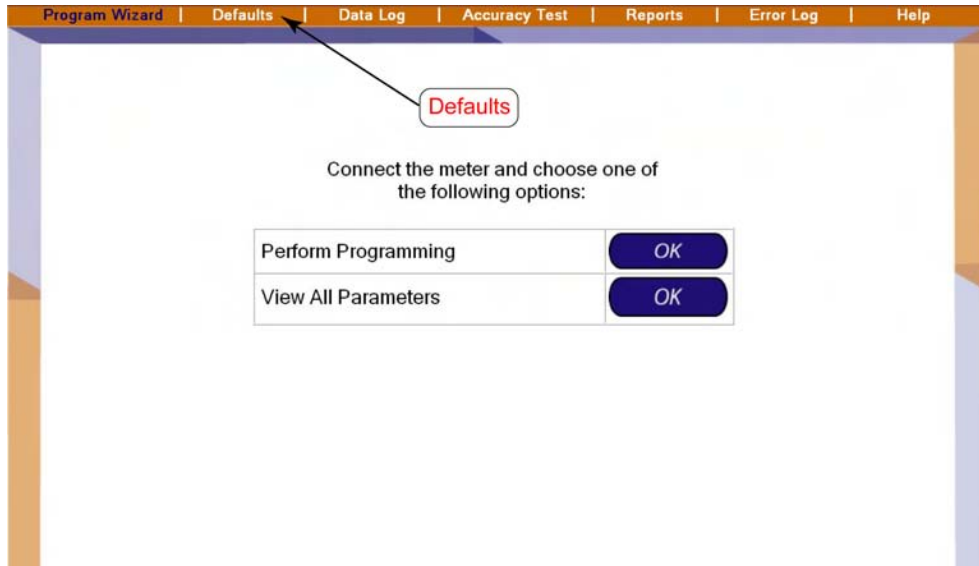 Program Wizard | Defaults | Data Log | Accuracy Test | Reports | Error Log | Help
Defaults
Connect the meter and choose one of
the following options:
Perform Programming OK
View All Parameters OK